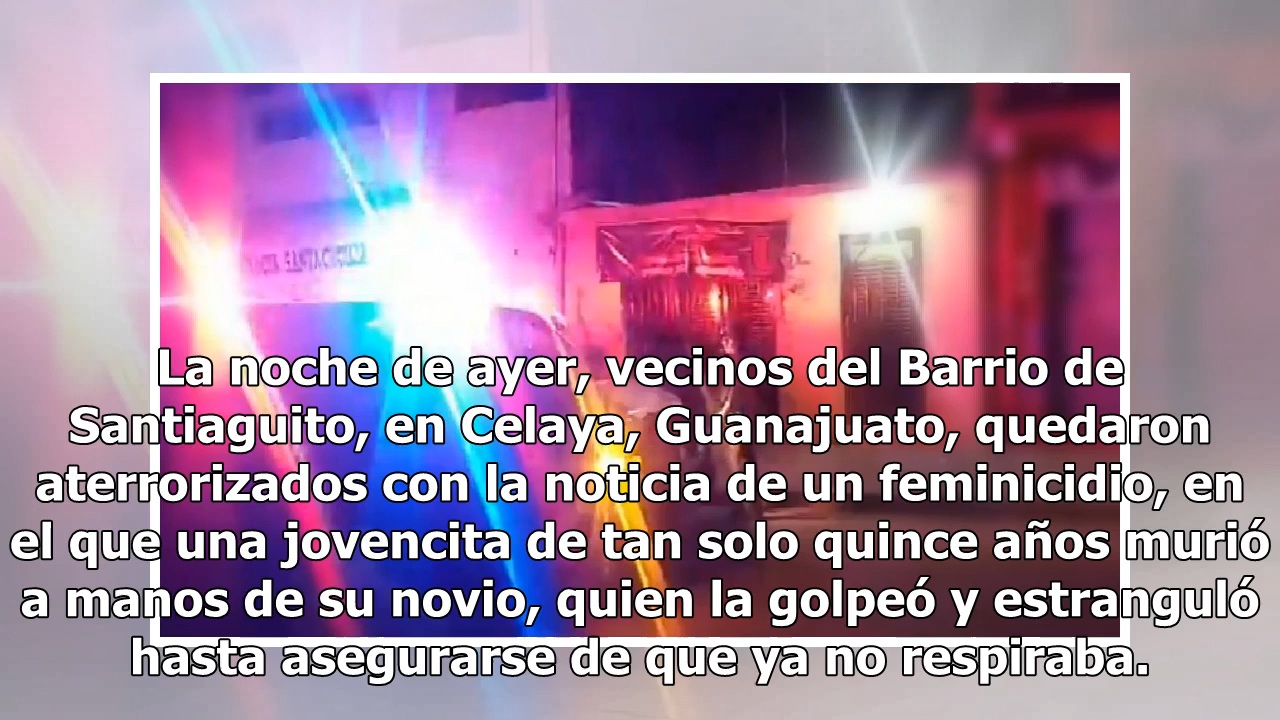 La noche de ayer, vecinos del Barrio de
Santiaguito, en Celaya, Guanajuato, quedaron
aterrorizados con la noticia de un feminicidio, en
el que una jovencita de tan solo quince años murió
a manos de su novio, quien la golpeó y estranguló
hasta asegurarse de que ya no respiraba.